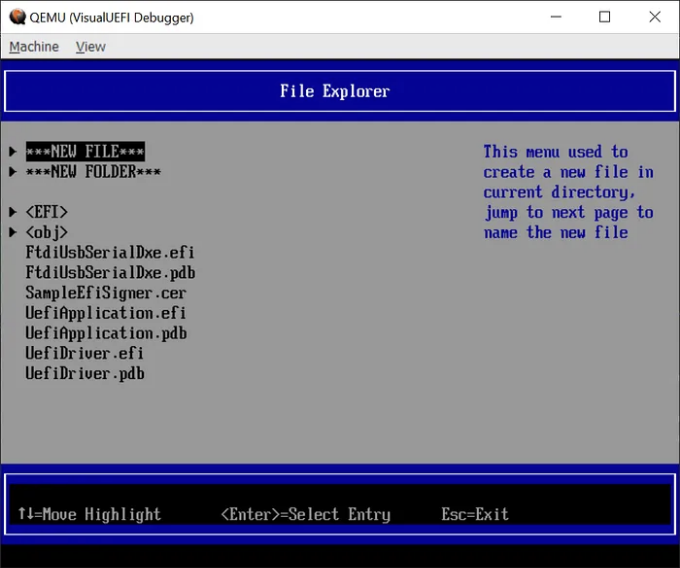 QEMU (VisualUEFI Debugger)
Machine View
File Explorer
***NEW FILE***
***NEW FOLDER***
<EFI>
<obj>
FtdiUsbSerialDxe.efi
FtdiUsbSerialDxe.pdb
SampleEfiSigner.cer
UefiApplication.efi
UefiApplication.pdb
UefiDriver.efi
UefiDriver.pdb
This menu used to
create a new file in
current directory,
jump to next page to
name the new file
↑↓=Move Highlight <Enter>=Select Entry Esc=Exit